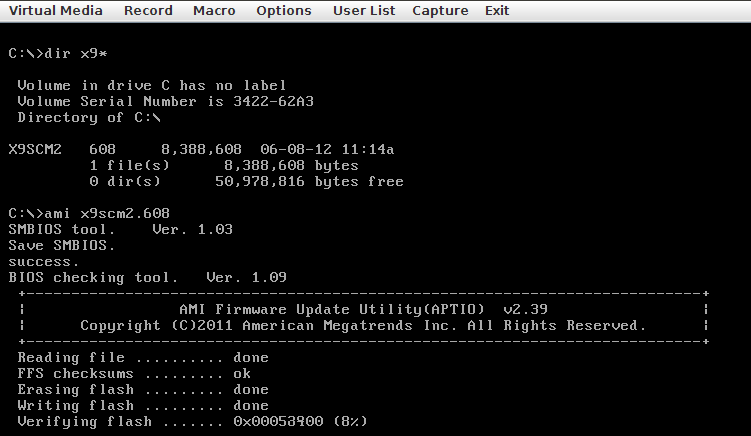 Virtual Media Record Macro Options User List Capture Exit
C:\>dir x9*
Volume in drive C has no label
Volume Serial Number is 3422-62A3
Directory of C:\
X9SCM2 608 8,388,608 06-08-12 11:14a
1 file(s) 8,388,608 bytes
0 dir(s) 50,978,816 bytes free
C:\>ami x9scm2.608
SMBIOS tool. Ver. 1.03
Save SMBIOS.
success.
BIOS checking tool. Ver. 1.09
+---------------------------------------------------------------------------+
| AMI Firmware Update Utility(APTIO) v2.39 |
| Copyright (C)2011 American Megatrends Inc. All Rights Reserved. |
+---------------------------------------------------------------------------+
Reading file .......... done
FFS checksums ......... ok
Erasing flash ......... done
Writing flash ......... done
Verifying flash ....... 0x00053900 (8%)